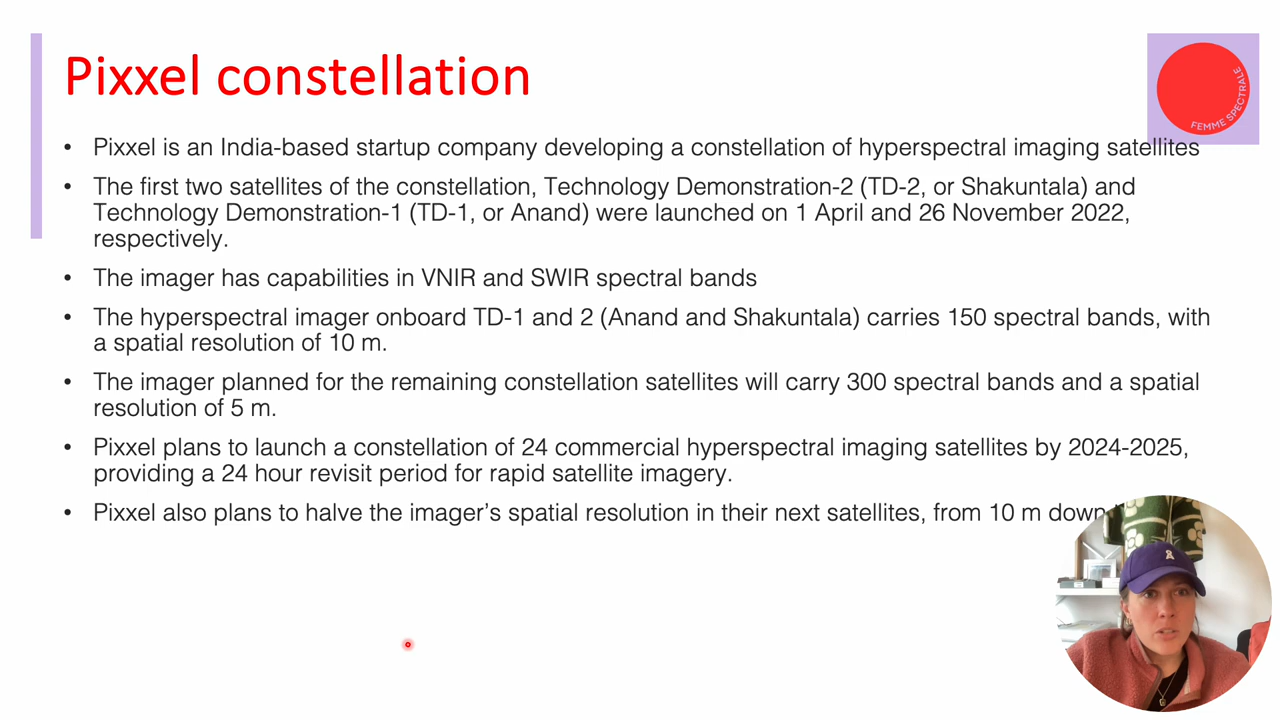 Pixxel constellation
FEMME SPECTRALE
• Pixxel is an India-based startup company developing a constellation of hyperspectral imaging satellites
• The first two satellites of the constellation, Technology Demonstration-2 (TD-2, or Shakuntala) and
Technology Demonstration-1 (TD-1, or Anand) were launched on 1 April and 26 November 2022,
respectively.
• The imager has capabilities in VNIR and SWIR spectral bands
• The hyperspectral imager onboard TD-1 and 2 (Anand and Shakuntala) carries 150 spectral bands, with
a spatial resolution of 10 m.
• The imager planned for the remaining constellation satellites will carry 300 spectral bands and a spatial
resolution of 5 m.
• Pixxel plans to launch a constellation of 24 commercial hyperspectral imaging satellites by 2024-2025,
providing a 24 hour revisit period for rapid satellite imagery.
• Pixxel also plans to halve the imager’s spatial resolution in their next satellites, from 10 m down